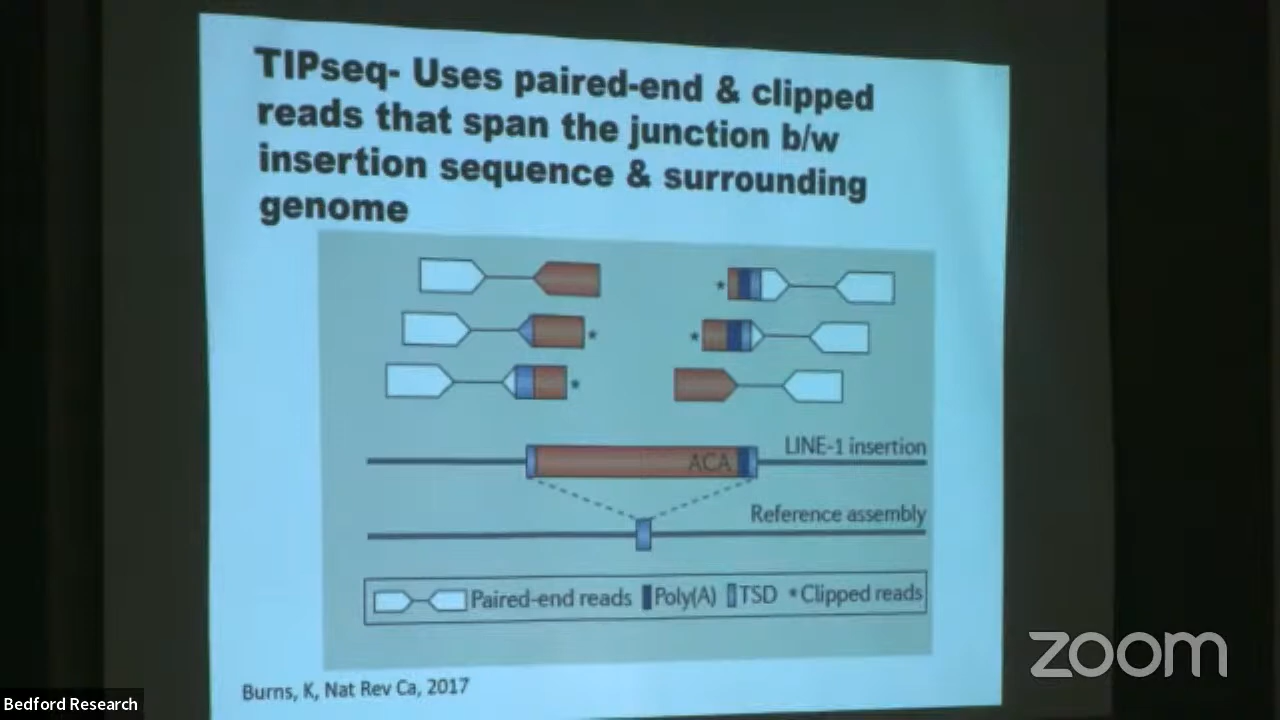 TIPseq- Uses paired-end & clipped
reads that span the junction b/w
insertion sequence & surrounding
genome
*
*
*
*
LINE-1 insertion
ACA
Reference assembly
Paired-end reads Poly(A) TSD *Clipped reads
Burns, K, Nat Rev Ca, 2017
zoom
Bedford Research